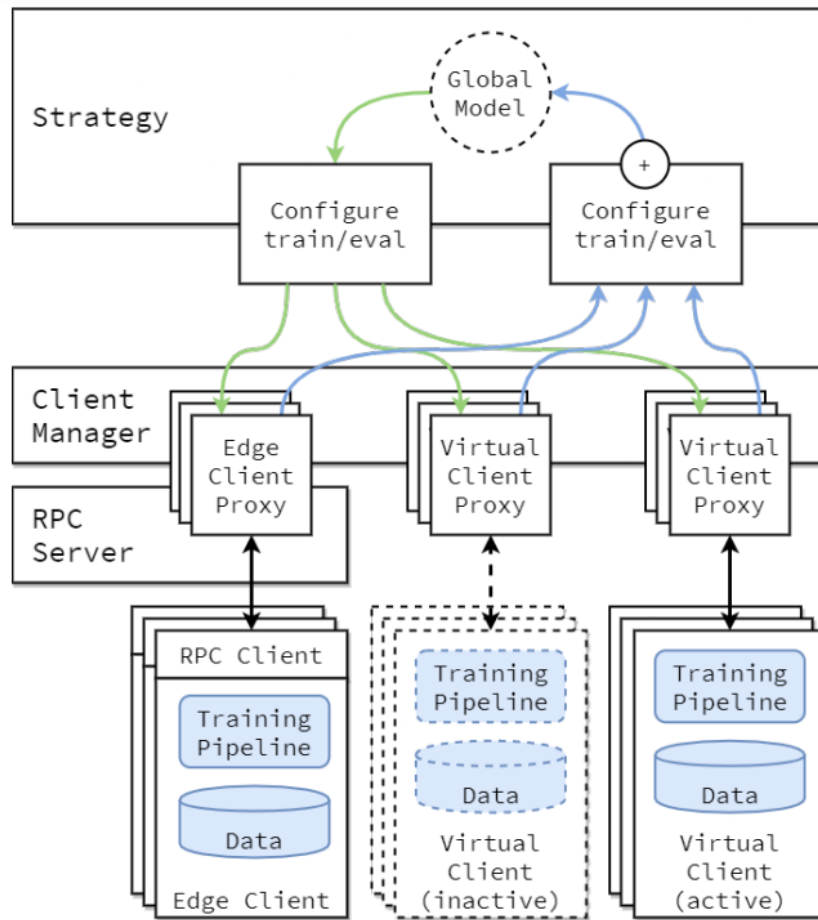 Global
Model
Strategy
+
Configure
train/eval
Configure
train/eval
Client
Manager
Edge
Client
Proxy
Virtual
Client
Proxy
Virtual
Client
Proxy
RPC
Server
RPC Client
Training
Pipeline
Data
Edge Client
Training
Pipeline
Data
Virtual
Client
(inactive)
Training
Pipeline
Data
Virtual
Client
(active)